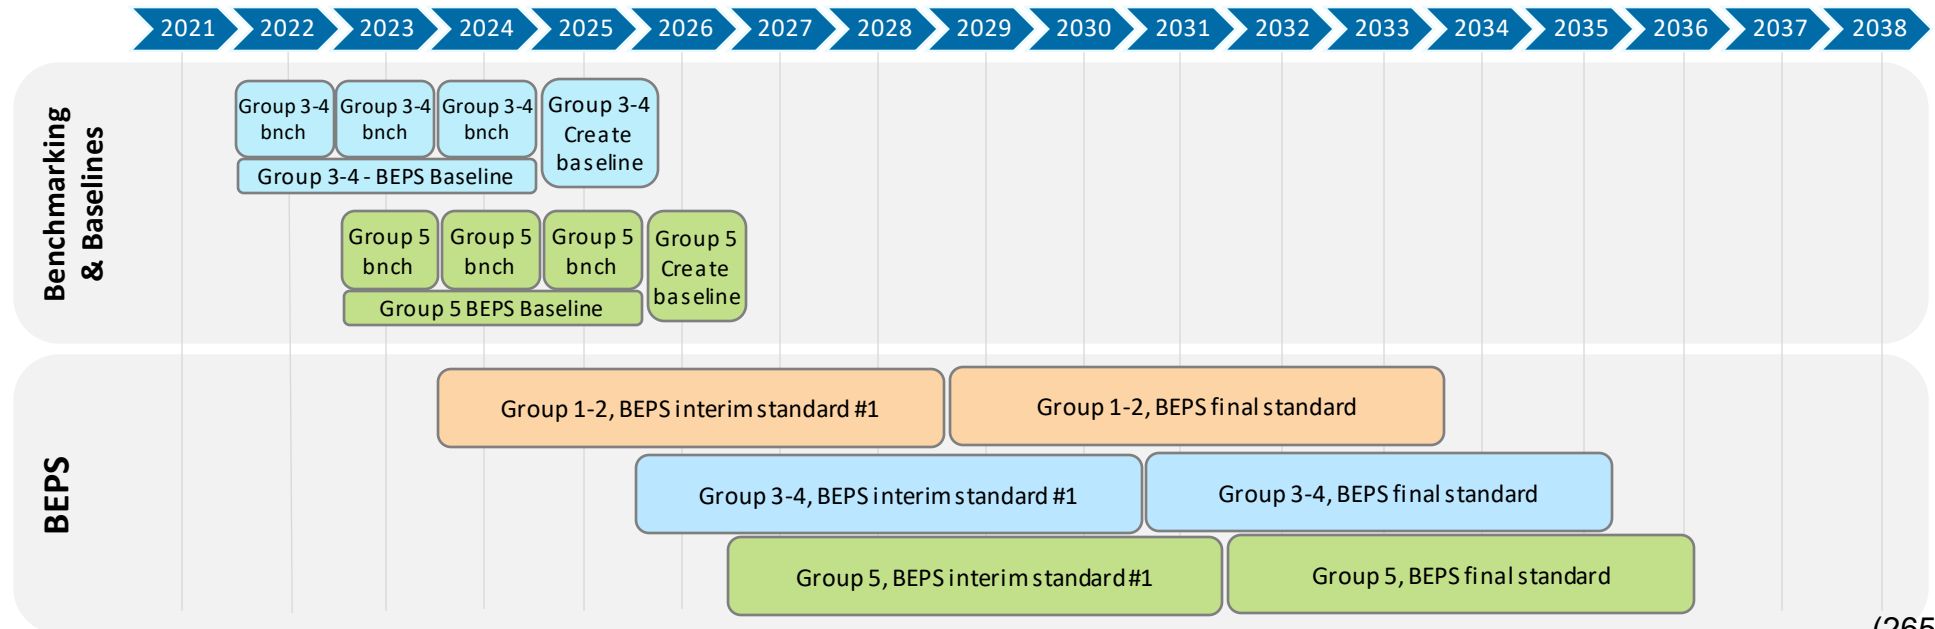 2021 2022 2023 2024 2025 2026 2027 2028 2029 2030 2031 2032 2033 2034 2035 2036 2037 2038
Benchmarking
& Baselines
Group 3-4
bnch
Group 3-4
bnch
Group 3-4
bnch
Group 3-4
Create
baseline
Group 3-4 - BEPS Baseline
Group 5
bnch
Group 5
bnch
Group 5
bnch
Group 5
Create
baseline
Group 5 BEPS Baseline
BEPS
Group 1-2, BEPS interim standard #1
Group 1-2, BEPS final standard
Group 3-4, BEPS interim standard #1
Group 3-4, BEPS final standard
Group 5, BEPS interim standard #1
Group 5, BEPS final standard